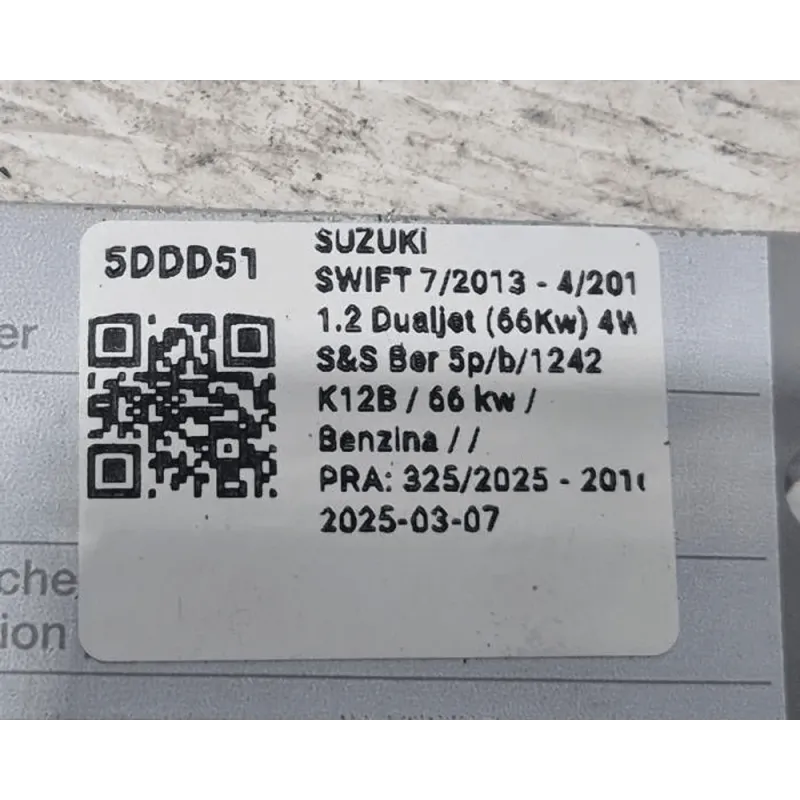 5DDD51
SUZUKI
SWIFT 7/2013 - 4/201
1.2 Dualjet (66Kw) 4W
S&S Ber 5p/b/1242
K12B / 66 kw /
Benzina / /
PRA: 325/2025 - 201
2025-03-07
er
che
ion